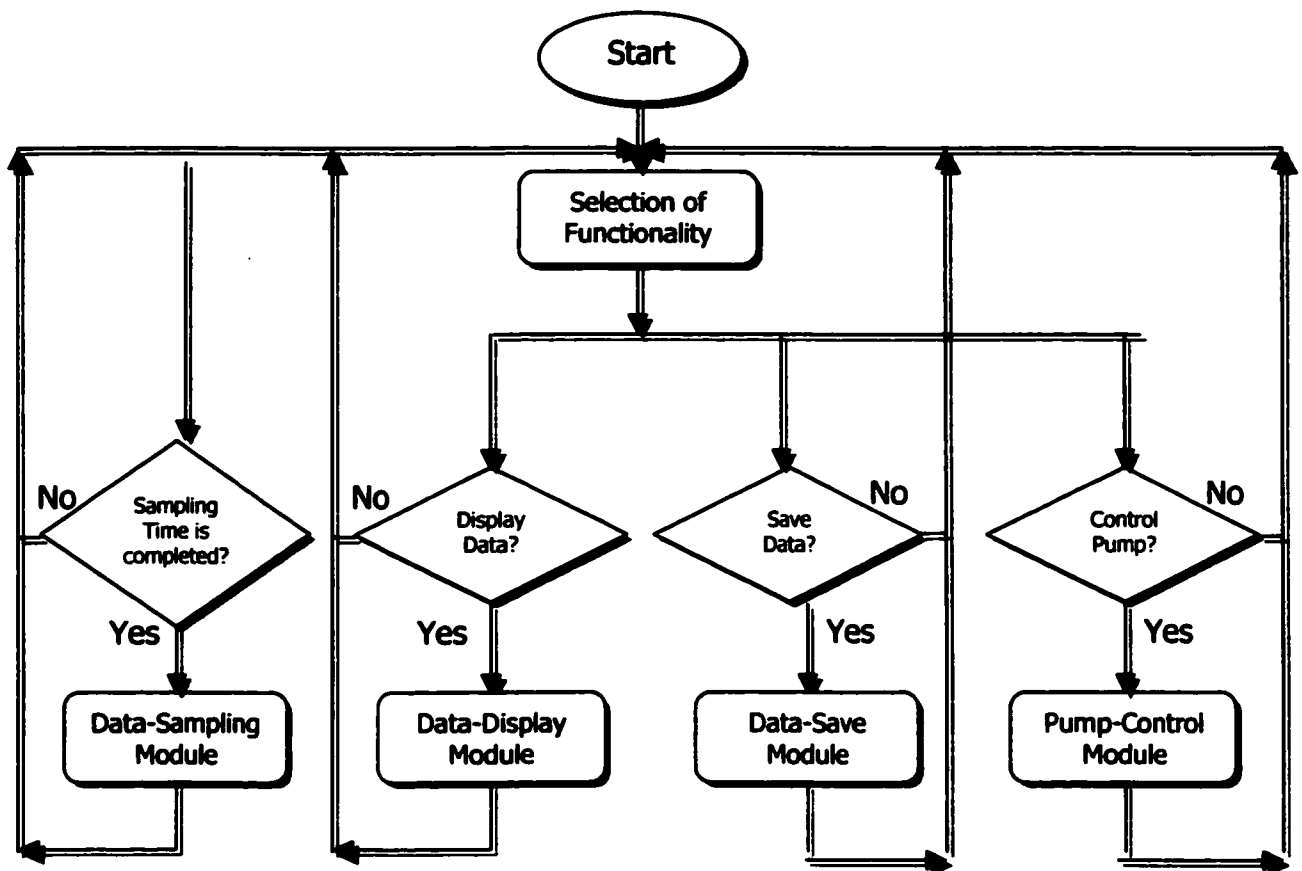 Start
Selection of
Functionality
No
Sampling
Time is
completed?
No
Display
Data?
Save
Data?
No
Control
Pump?
No
Yes
Yes
Yes
Yes
Data-Sampling
Module
Data-Display
Module
Data-Save
Module
Pump-Control
Module